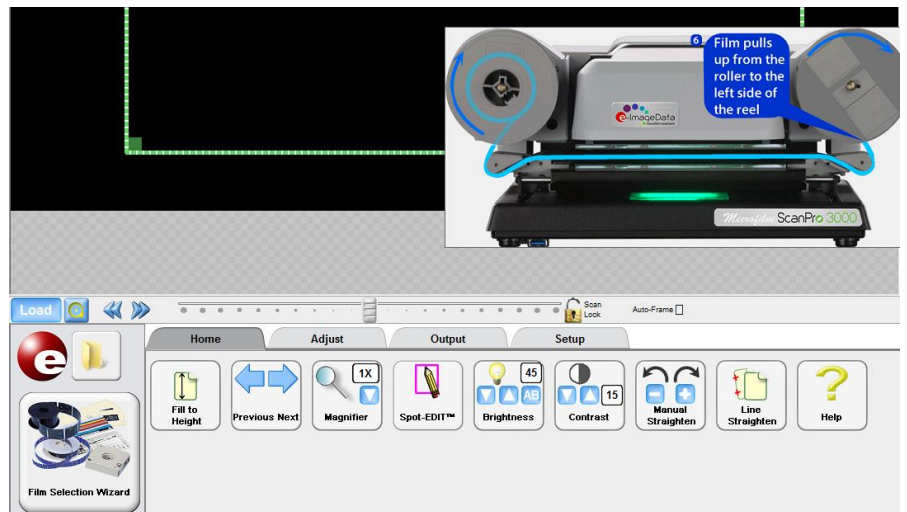 6
Film pulls
up from the
roller to the
left side of
the reel
e-ImageData
Microfilm ScanPro 3000
Load
Scan
Lock
Auto-Frame
e
Home
Adjust
Output
Setup
Fill to
Height
Previous Next
1X
Magnifier
Spot-EDIT™
45
AB
Brightness
15
Contrast
Manual
Straighten
Line
Straighten
?
Help
Film Selection Wizard